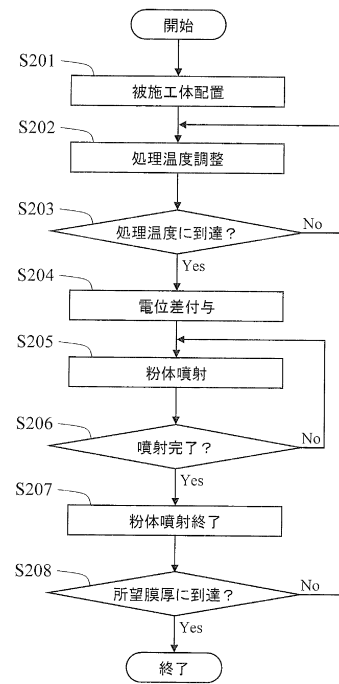 開始
S201
被施工体配置
S202
処理温度調整
S203
処理温度に到達？
No
Yes
S204
電位差付与
S205
粉体噴射
S206
噴射完了？
No
Yes
S207
粉体噴射終了
S208
所望膜厚に到達？
No
Yes
終了